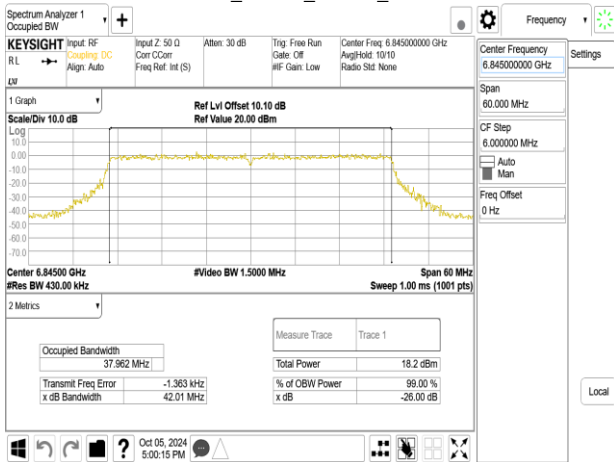 Spectrum Analyzer 1
Occupied BW
Frequency
Settings
KEYSIGHT
RL
LXI
Input: RF
Coupling: DC
Align: Auto
Input Z: 50 Ω
Corr CCorr
Freq Ref: Int (S)
Atten: 30 dB
Trig: Free Run
Gate: Off
#IF Gain: Low
Center Freq: 6.845000000 GHz
Avg|Hold: 10/10
Radio Std: None
Center Frequency
6.845000000 GHz
Span
60.000 MHz
CF Step
6.000000 MHz
Auto
Man
Freq Offset
0 Hz
Local
1 Graph
Scale/Div 10.0 dB
Ref Lvl Offset 10.10 dB
Ref Value 20.00 dBm
Log
10.0
0.00
-10.0
-20.0
-30.0
-40.0
-50.0
-60.0
-70.0
Center 6.84500 GHz
#Video BW 1.5000 MHz
Span 60 MHz
#Res BW 430.00 kHz
Sweep 1.00 ms (1001 pts)
2 Metrics
Measure Trace Trace 1
Occupied Bandwidth
37.962 MHz
Total Power 18.2 dBm
Transmit Freq Error -1.363 kHz
% of OBW Power 99.00 %
x dB Bandwidth 42.01 MHz
x dB -26.00 dB
?
Oct 05, 2024
5:00:15 PM